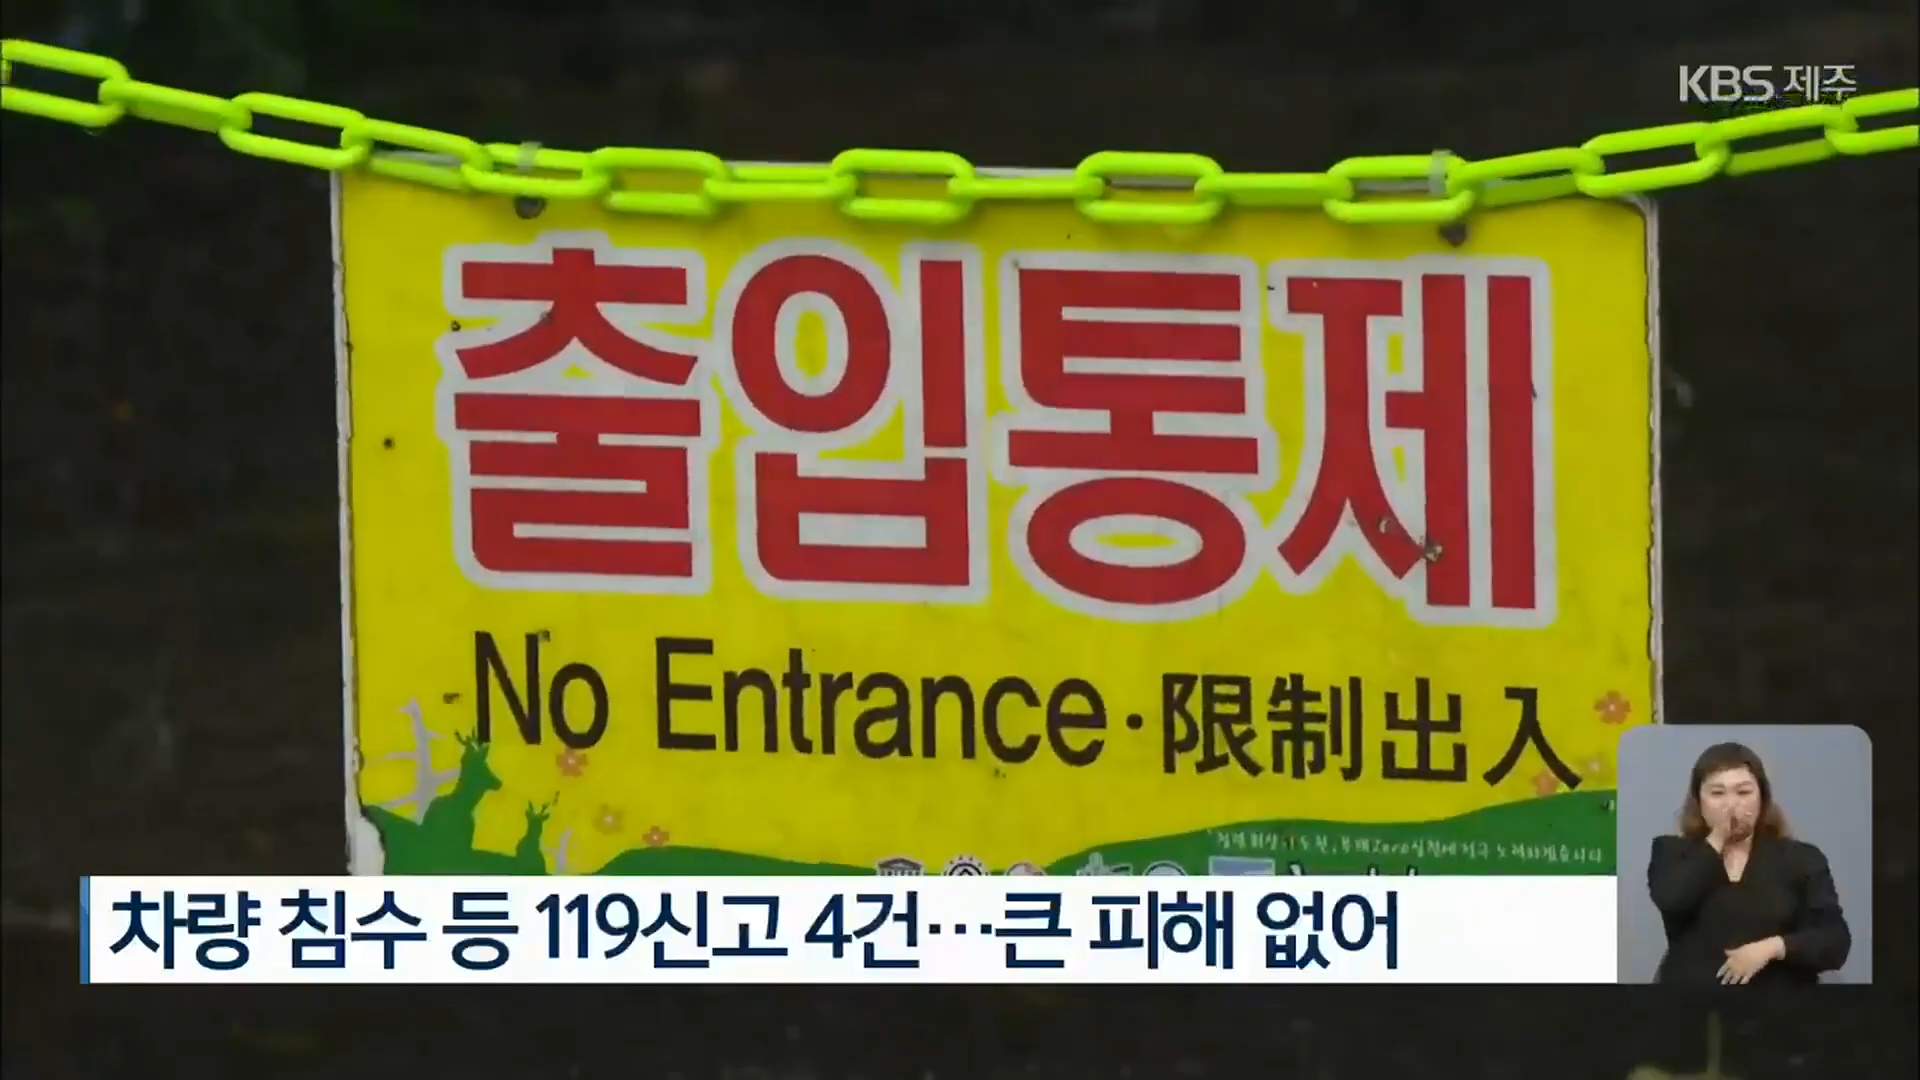 KBS 제주
출입통제
No Entrance·限制出入
차량 침수 등 119신고 4건…큰 피해 없어